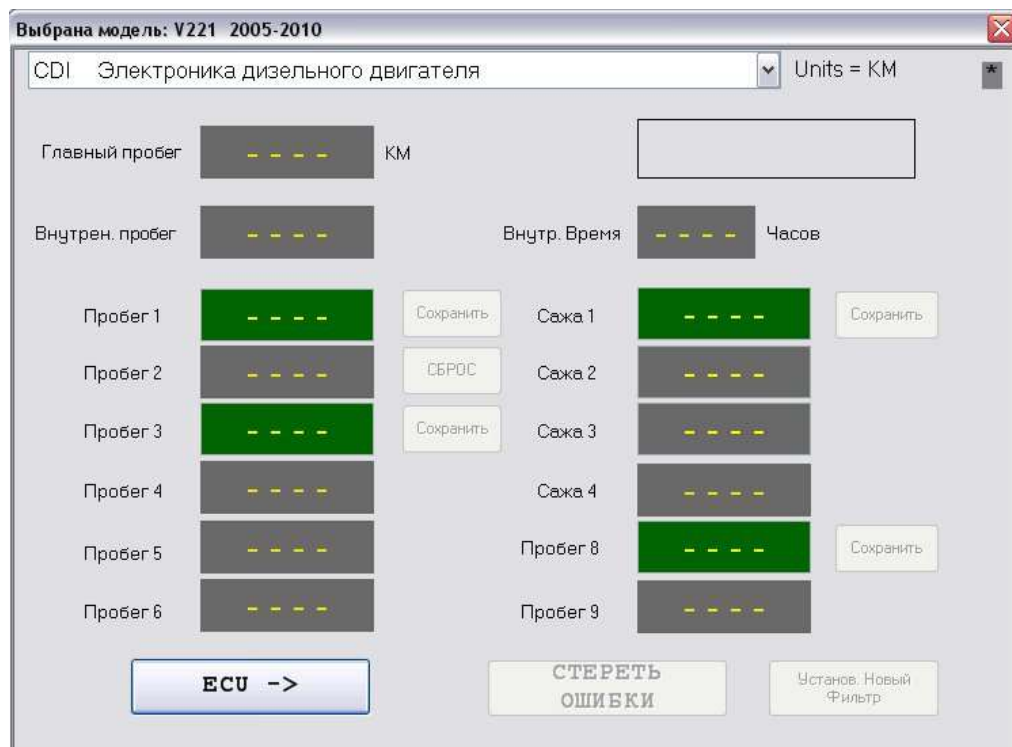 Выбрана модель: V221 2005-2010
CDI Электроника дизельного двигателя Units = KM *
Главный пробег - - - - KM
Внутрен. пробег - - - - Внутр. Время - - - - Часов
Пробег 1 - - - - Сохранить Сажа 1 - - - - Сохранить
Пробег 2 - - - - СБРОС Сажа 2 - - - -
Пробег 3 - - - - Сохранить Сажа 3 - - - -
Пробег 4 - - - - Сажа 4 - - - -
Пробег 5 - - - - Пробег 8 - - - - Сохранить
Пробег 6 - - - - Пробег 9 - - - -
ECU ->
СТЕРЕТЬ
ОШИБКИ
Установ. Новый
Фильтр